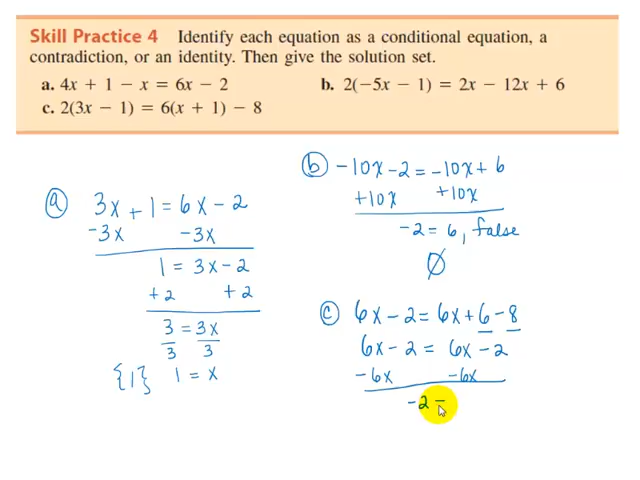 Skill Practice 4 Identify each equation as a conditional equation, a
contradiction, or an identity. Then give the solution set.
a. 4x + 1 − x = 6x − 2
b. 2(−5x − 1) = 2x − 12x + 6
c. 2(3x − 1) = 6(x + 1) − 8
a 3x + 1 = 6x − 2
−3x −3x
1 = 3x − 2
+2 +2
3 = 3x
3 3
{1} 1 = x
b −10x − 2 = −10x + 6
+10x +10x
−2 = 6, false
∅
c 6x − 2 = 6x + 6 − 8
6x − 2 = 6x − 2
−6x −6x
−2 =